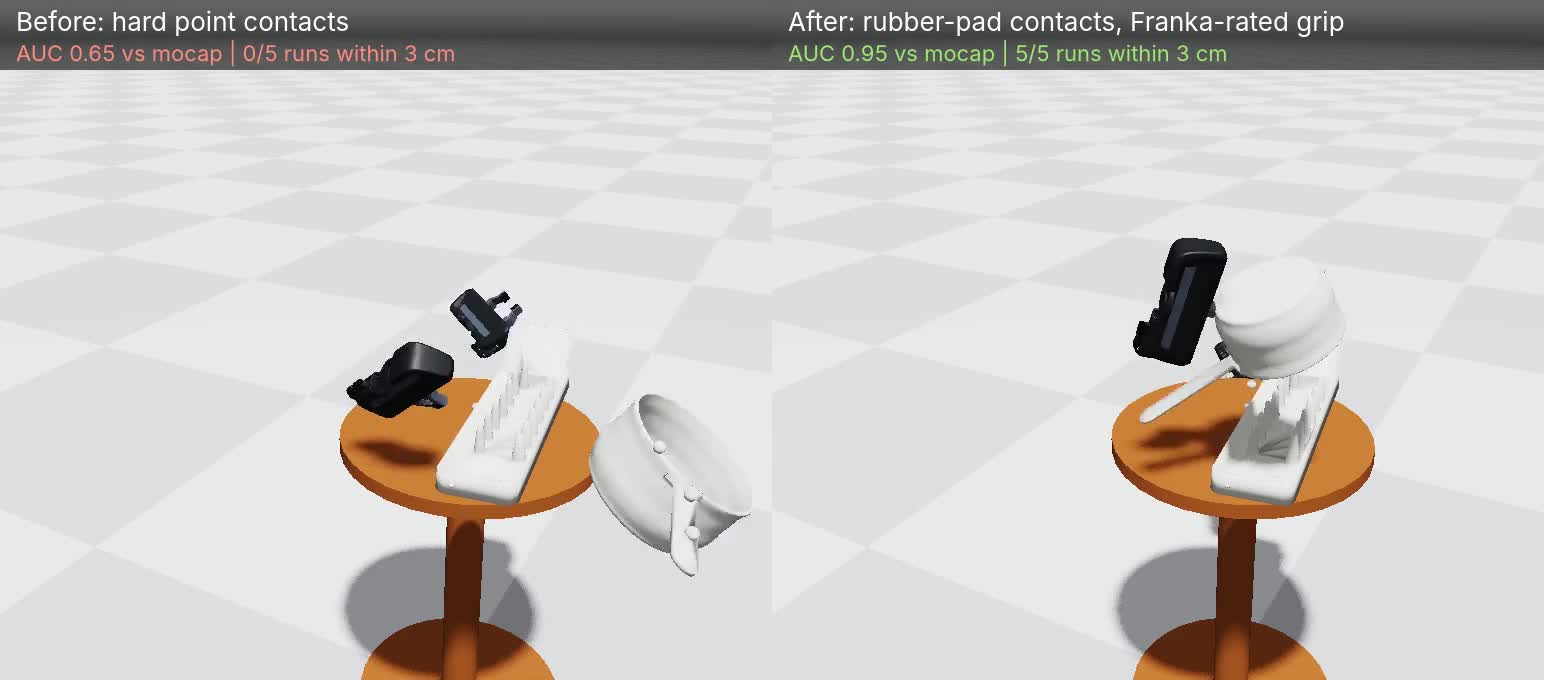 Before: hard point contacts
AUC 0.65 vs mocap | 0/5 runs within 3 cm
After: rubber-pad contacts, Franka-rated grip
AUC 0.95 vs mocap | 5/5 runs within 3 cm